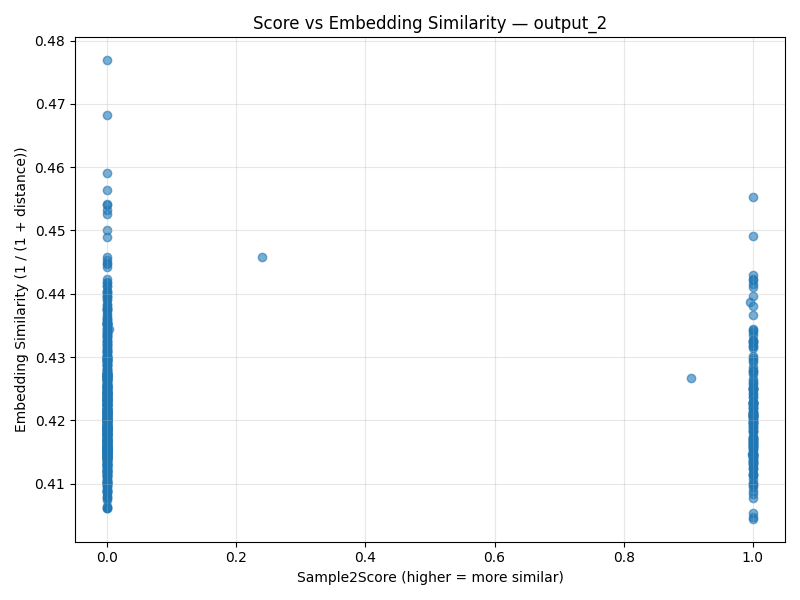 Score vs Embedding Similarity — output_2
Embedding Similarity (1 / (1 + distance))
0.48
0.47
0.46
0.45
0.44
0.43
0.42
0.41
0.0 0.2 0.4 0.6 0.8 1.0
Sample2Score (higher = more similar)